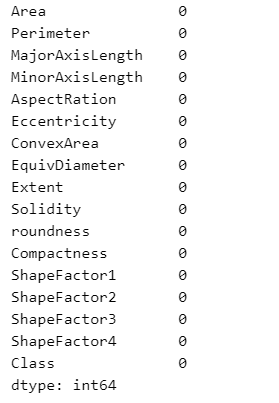 Area 0
Perimeter 0
MajorAxisLength 0
MinorAxisLength 0
AspectRation 0
Eccentricity 0
ConvexArea 0
EquivDiameter 0
Extent 0
Solidity 0
roundness 0
Compactness 0
ShapeFactor1 0
ShapeFactor2 0
ShapeFactor3 0
ShapeFactor4 0
Class 0
dtype: int64